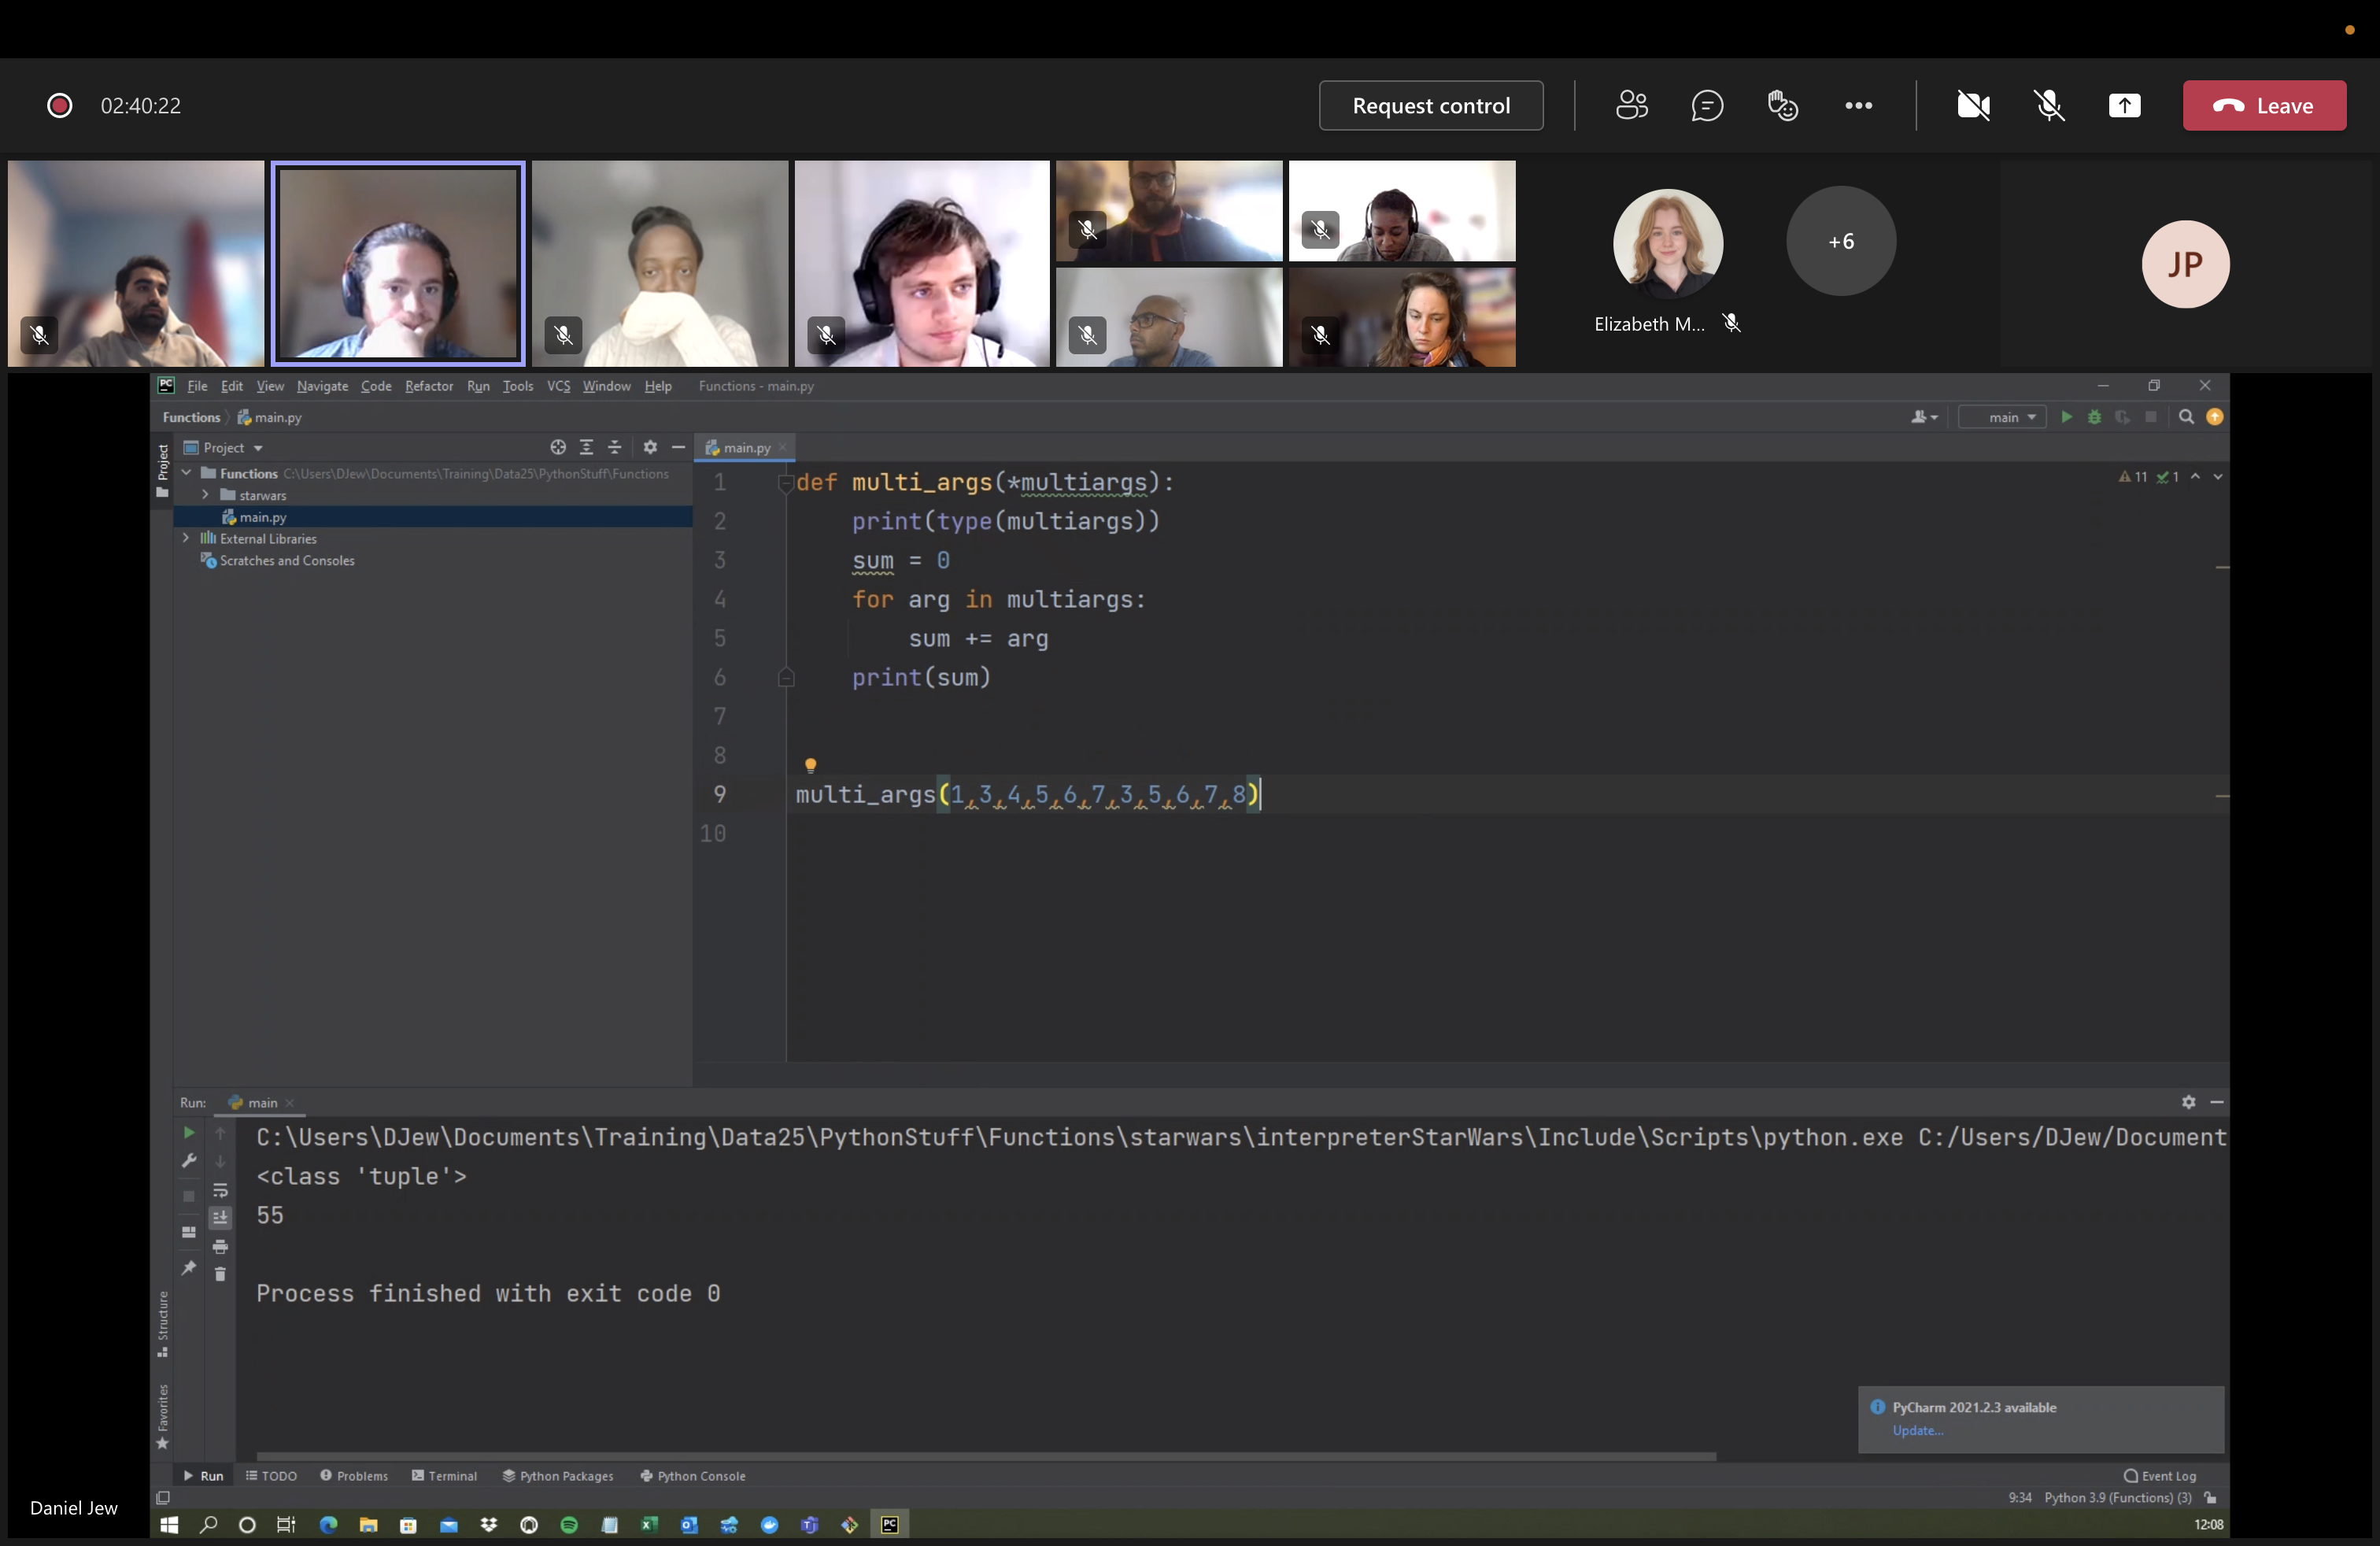 02:40:22
Request control
Leave
Elizabeth M...
+6
JP
PC File Edit View Navigate Code Refactor Run Tools VCS Window Help Functions - main.py
Functions main.py
main
Project
Project
main.py
Functions C:\Users\DJew\Documents\Training\Data25\PythonStuff\Functions
starwars
main.py
External Libraries
Scratches and Consoles
11 1
1 def multi_args(*multiargs):
2 print(type(multiargs))
3 sum = 0
4 for arg in multiargs:
5 sum += arg
6 print(sum)
7
8
9 multi_args(1,3,4,5,6,7,3,5,6,7,8)
10
Run: main
C:\Users\DJew\Documents\Training\Data25\PythonStuff\Functions\starwars\interpreterStarWars\Include\Scripts\python.exe C:/Users/DJew/Document
<class 'tuple'>
55
Process finished with exit code 0
Structure
Favorites
PyCharm 2021.2.3 available
Update...
Run TODO Problems Terminal Python Packages Python Console Event Log
9:34 Python 3.9 (Functions) (3)
Daniel Jew
PC
12:08